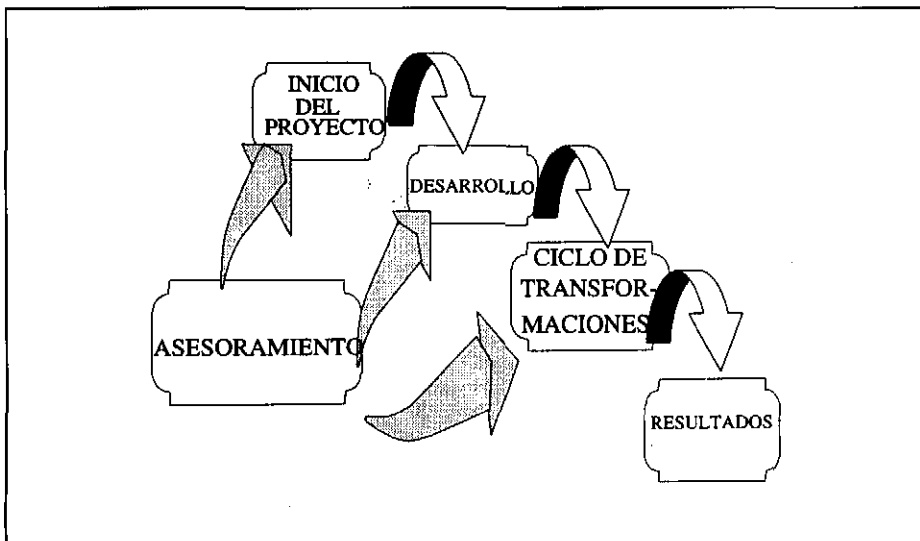 INICIO
DEL
PROYECTO
DESARROLLO
CICLO DE
TRANSFOR-
MACIONES
ASESORAMIENTO
RESULTADOS